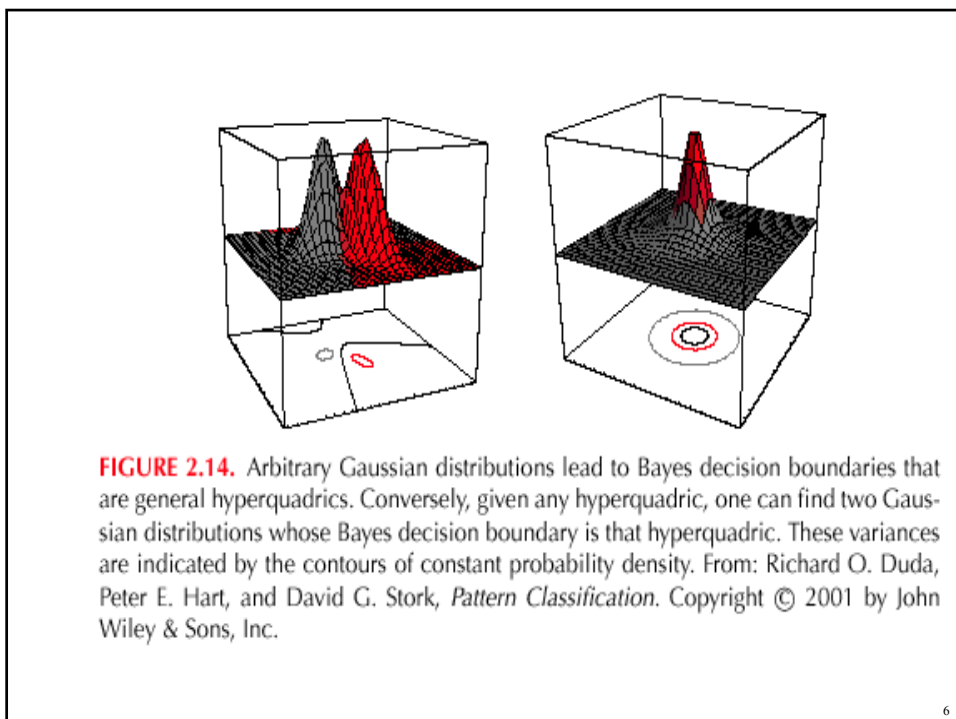 FIGURE 2.14. Arbitrary Gaussian distributions lead to Bayes decision boundaries that
are general hyperquadrics. Conversely, given any hyperquadric, one can find two Gaus-
sian distributions whose Bayes decision boundary is that hyperquadric. These variances
are indicated by the contours of constant probability density. From: Richard O. Duda,
Peter E. Hart, and David G. Stork, Pattern Classification. Copyright © 2001 by John
Wiley & Sons, Inc.
6